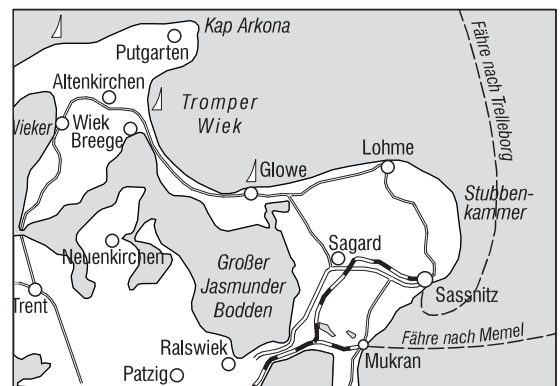 Kap Arkona
Putgarten
Fähre nach Trelleborg
Altenkirchen
Tromper
Wiek
Wieker
Wiek
Breege
Lohme
Glowe
Stubben-
kammer
Sagard
Neuenkirchen
Großer
Jasmunder
Bodden
Sassnitz
Trent
Fähre nach Memel
Ralswiek
Mukran
Patzig